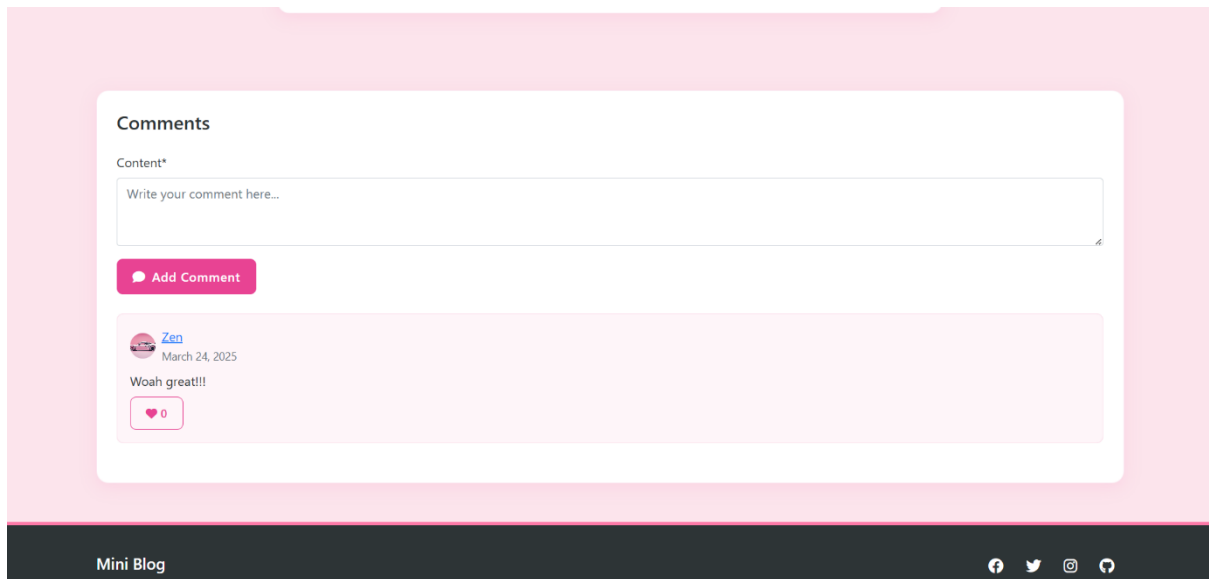 Comments
Content*
Write your comment here...
Add Comment
Zen
March 24, 2025
Woah great!!!
0
Mini Blog